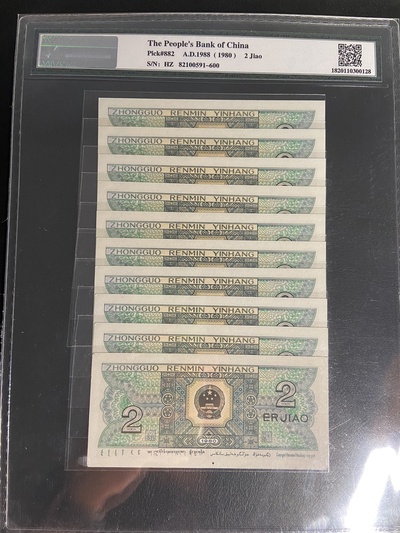 The People's Bank of China
Pick#882 A.D.1988 ( 1980 ) 2 Jiao
S/N: HZ 82100591-600
1820110300128
ZHONGGUO RENMIN YINHANG
ZHONGGUO RENMIN YINHANG
ZHONGGUO RENMIN YINHANG
ZHONGGUO RENMIN YINHANG
ZHONGGUO RENMIN YINHANG
ZHONGGUO RENMIN YINHANG
ZHONGGUO RENMIN YINHANG
ZHONGGUO RENMIN YINHANG
ZHONGGUO RENMIN YINHANG
ZHONGGUO RENMIN YINHANG
2 2
ER JIAO
1980